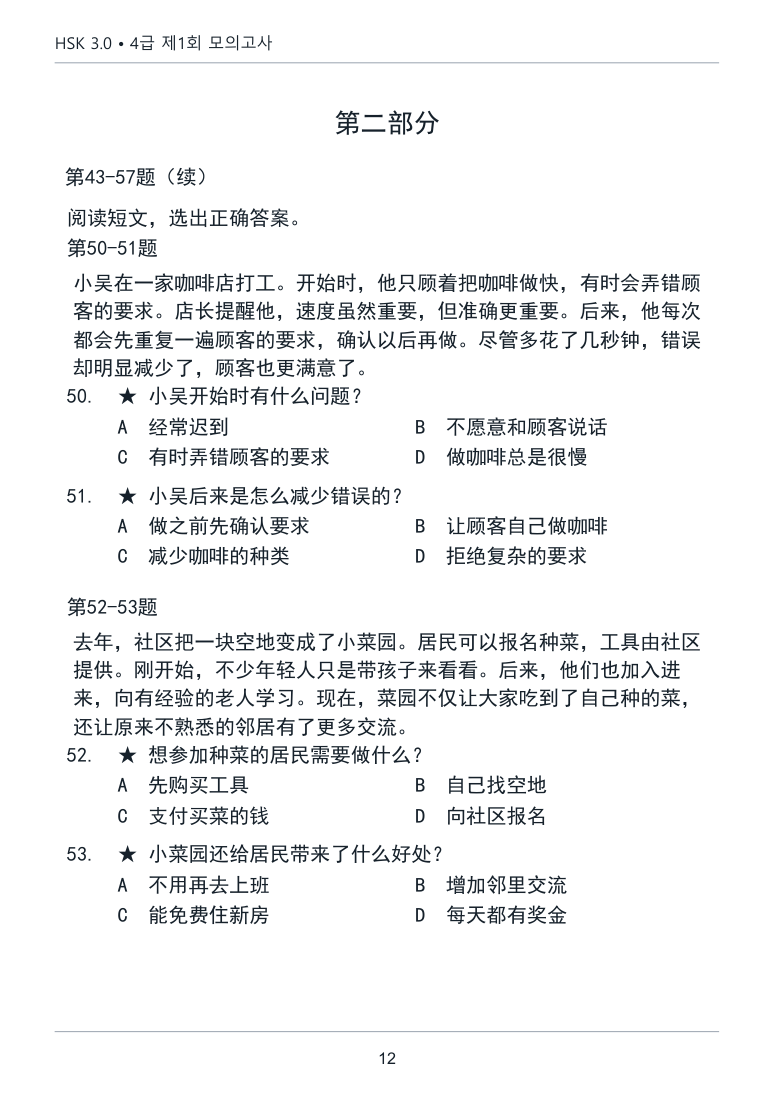 HSK 3.0 • 4급 제1회 모의고사
第二部分
第43-57题（续）
阅读短文，选出正确答案。
第50-51题
小吴在一家咖啡店打工。开始时，他只顾着把咖啡做快，有时会弄错顾
客的要求。店长提醒他，速度虽然重要，但准确更重要。后来，他每次
都会先重复一遍顾客的要求，确认以后再做。尽管多花了几秒钟，错误
却明显减少了，顾客也更满意了。
50. ★ 小吴开始时有什么问题？
A 经常迟到 B 不愿意和顾客说话
C 有时弄错顾客的要求 D 做咖啡总是很慢
51. ★ 小吴后来是怎么减少错误的？
A 做之前先确认要求 B 让顾客自己做咖啡
C 减少咖啡的种类 D 拒绝复杂的要求
第52-53题
去年，社区把一块空地变成了小菜园。居民可以报名种菜，工具由社区
提供。刚开始，不少年轻人只是带孩子来看看。后来，他们也加入进
来，向有经验的老人学习。现在，菜园不仅让大家吃到了自己种的菜，
还让原来不熟悉的邻居有了更多交流。
52. ★ 想参加种菜的居民需要做什么？
A 先购买工具 B 自己找空地
C 支付买菜的钱 D 向社区报名
53. ★ 小菜园还给居民带来了什么好处？
A 不用再去上班 B 增加邻里交流
C 能免费住新房 D 每天都有奖金
12